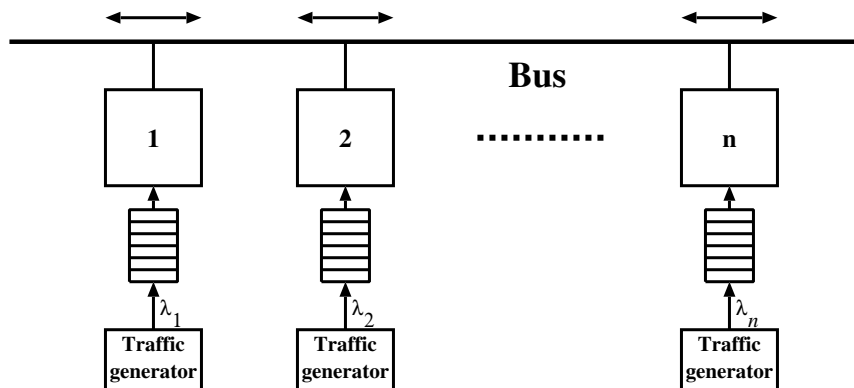 Bus
1
2
n
λ1
λ2
λn
Traffic
generator
Traffic
generator
Traffic
generator